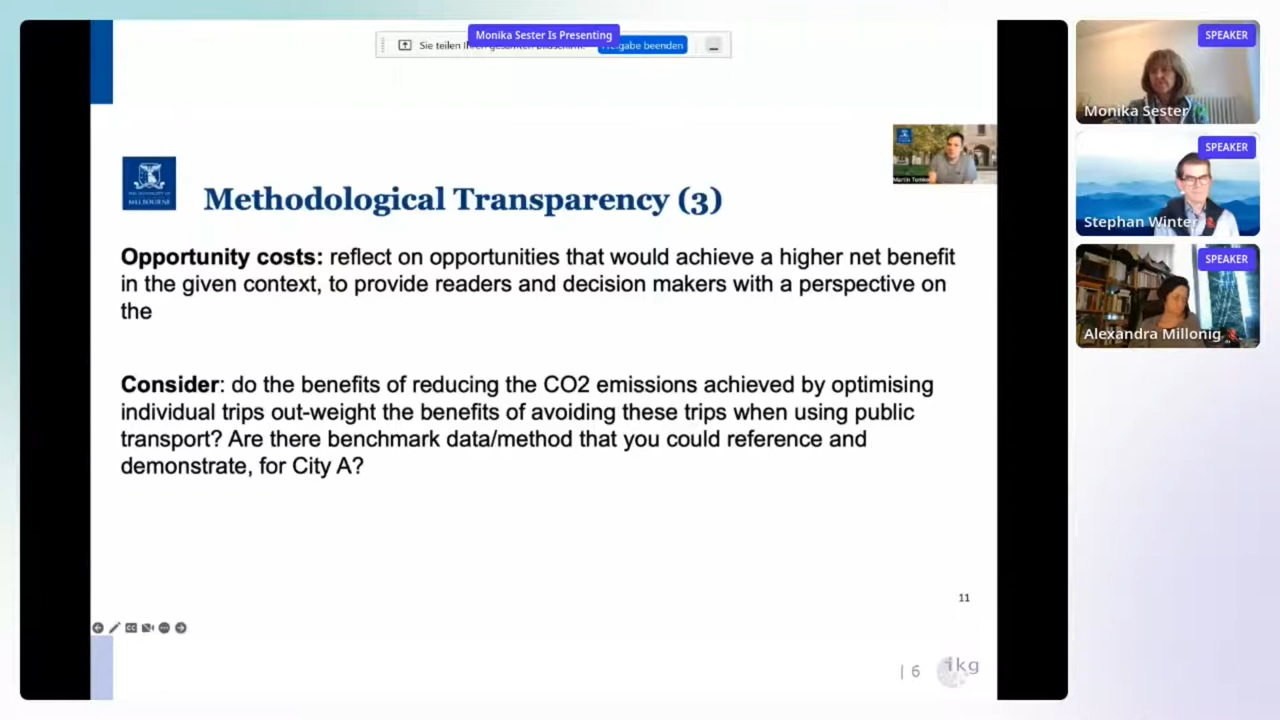 Monika Sester Is Presenting
SPEAKER
Monika Sester
SPEAKER
Stephan Winter
SPEAKER
Alexandra Millonig
MELBOURNE
Methodological Transparency (3)
Opportunity costs: reflect on opportunities that would achieve a higher net benefit
in the given context, to provide readers and decision makers with a perspective on
the
Consider: do the benefits of reducing the CO2 emissions achieved by optimising
individual trips out-weight the benefits of avoiding these trips when using public
transport? Are there benchmark data/method that you could reference and
demonstrate, for City A?
11
| 6
ikg
Sie teilen
beenden
Martin
CC